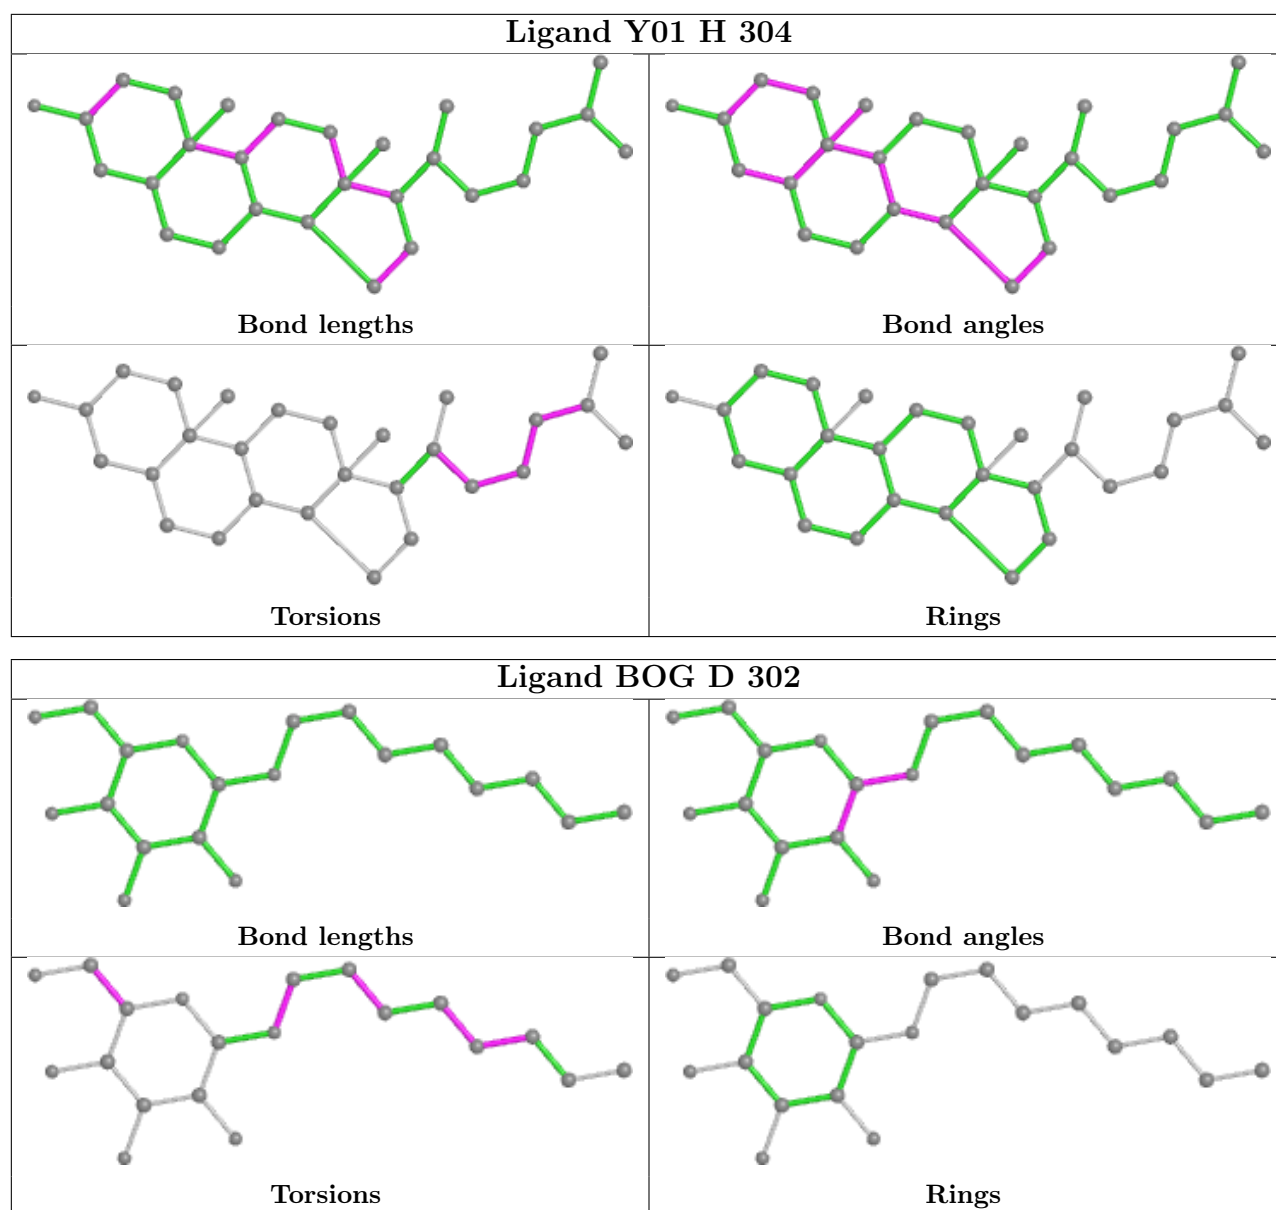 Ligand Y01 H 304
Bond lengths
Bond angles
Torsions
Rings
Ligand BOG D 302
Bond lengths
Bond angles
Torsions
Rings